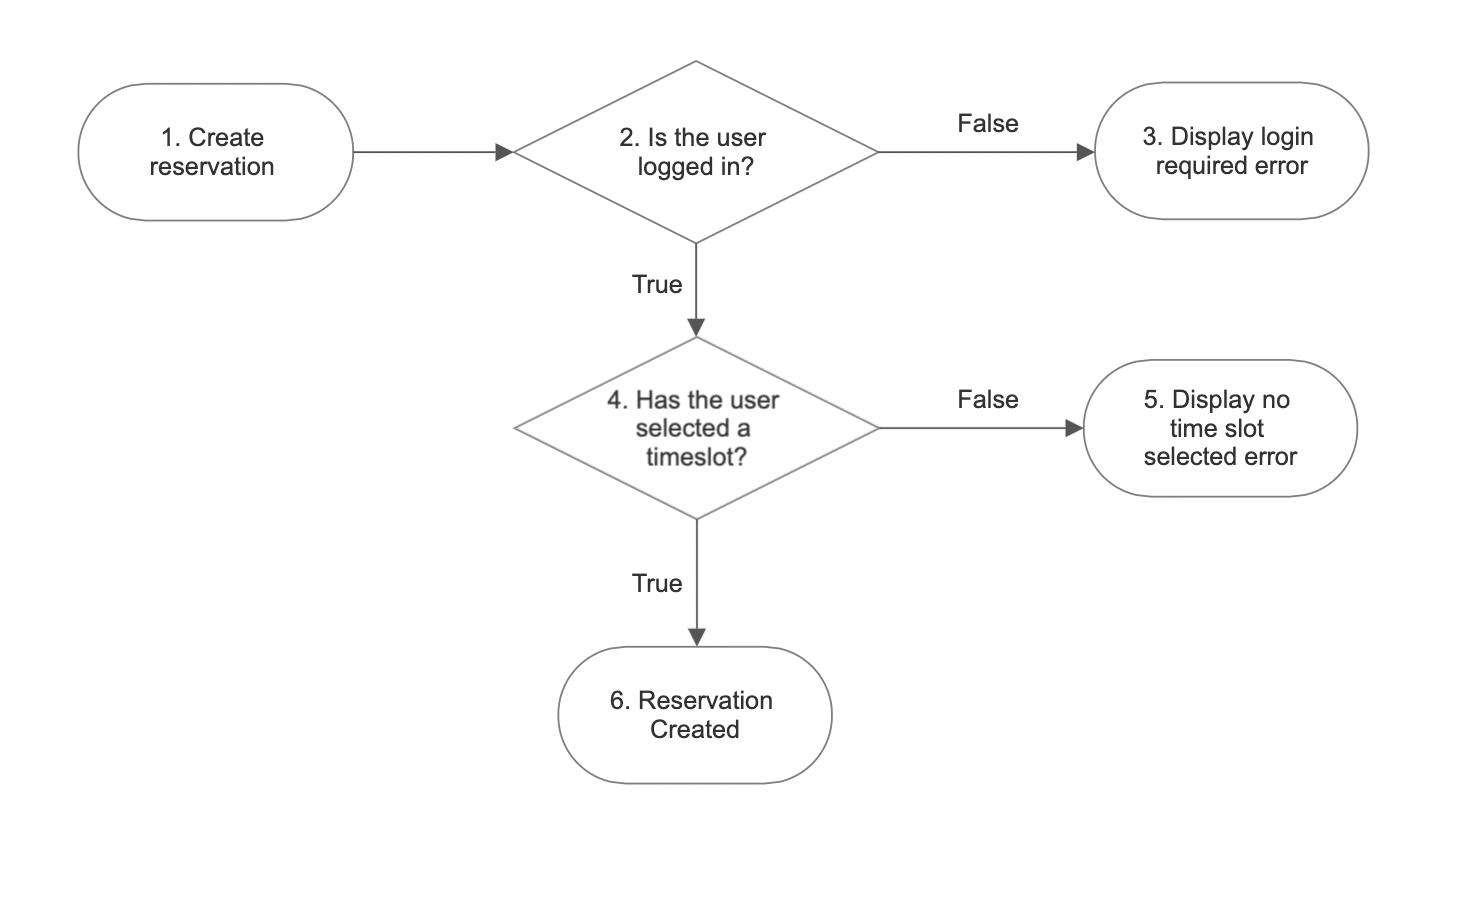 1. Create
reservation
2. Is the user
logged in?
False
3. Display login
required error
True
4. Has the user
selected a
timeslot?
False
5. Display no
time slot
selected error
True
6. Reservation
Created